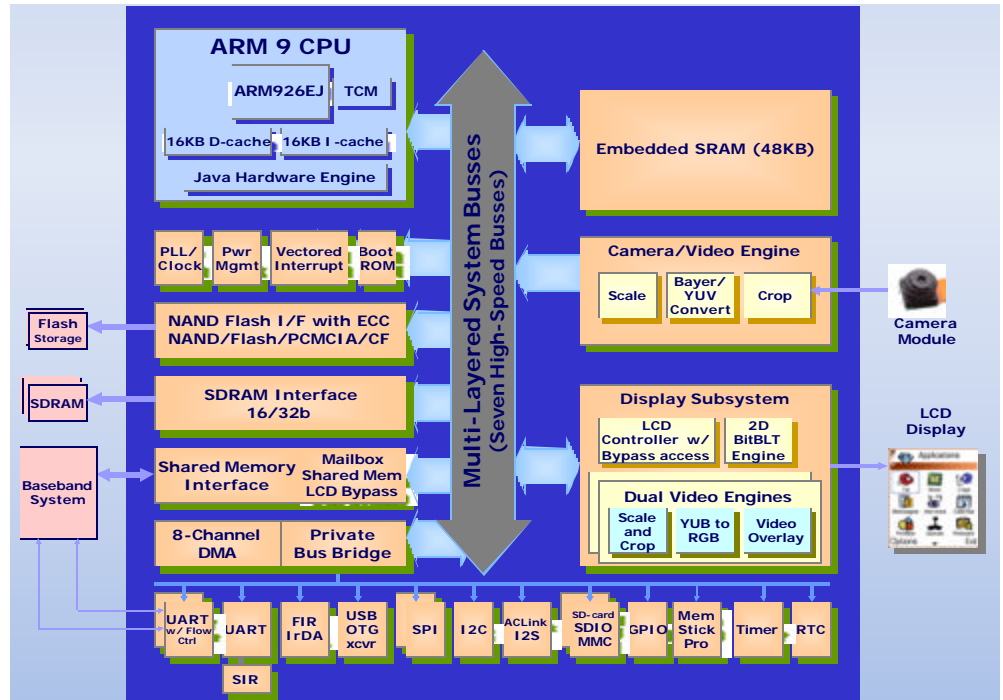 ARM 9 CPU
ARM926EJ
TCM
16KB D-cache
16KB I -cache
Java Hardware Engine
PLL/
Clock
Pwr
Mgmt
Vectored
Interrupt
Boot
ROM
NAND Flash I/F with ECC
NAND/Flash/PCMCIA/CF
SDRAM Interface
16/32b
Shared Memory
Interface
Mailbox
Shared Mem
LCD Bypass
8-Channel
DMA
Private
Bus Bridge
Flash
Storage
SDRAM
Baseband
System
Multi-Layered System Busses
(Seven High-Speed Busses)
Embedded SRAM (48KB)
Camera/Video Engine
Scale
Bayer/
YUV
Convert
Crop
Camera
Module
Display Subsystem
LCD
Controller w/
Bypass access
2D
BitBLT
Engine
Dual Video Engines
Scale
and
Crop
YUB to
RGB
Video
Overlay
LCD
Display
Applications
Options
Exit
UART
w/ Flow
Ctrl
UART
SIR
FIR
IrDA
USB
OTG
xcvr
SPI
I2C
ACLink
I2S
SD-card
SDIO
MMC
GPIO
Mem
Stick
Pro
Timer
RTC